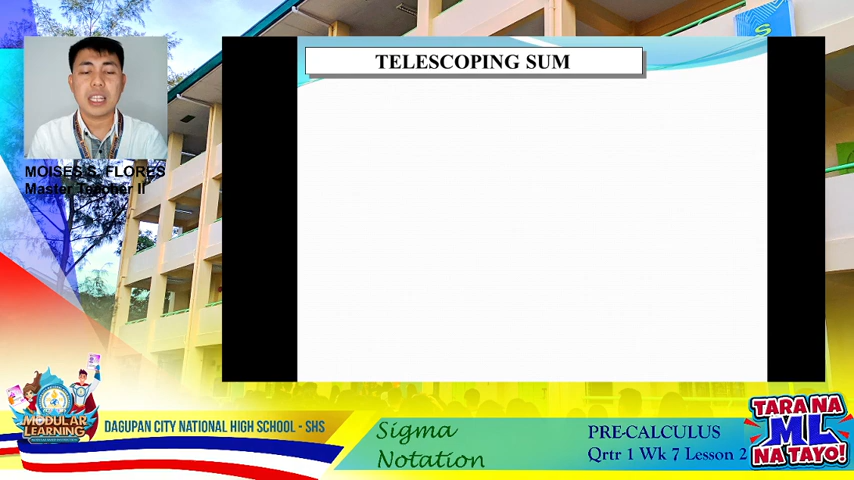 TELESCOPING SUM
MOISES S. FLORES
Master Teacher II
MODULAR
LEARNING
DAGUPAN CITY NATIONAL HIGH SCHOOL - SHS
Sigma
Notation
PRE-CALCULUS
Qrtr 1 Wk 7 Lesson 2
TARA NA
ML
NA TAYO!